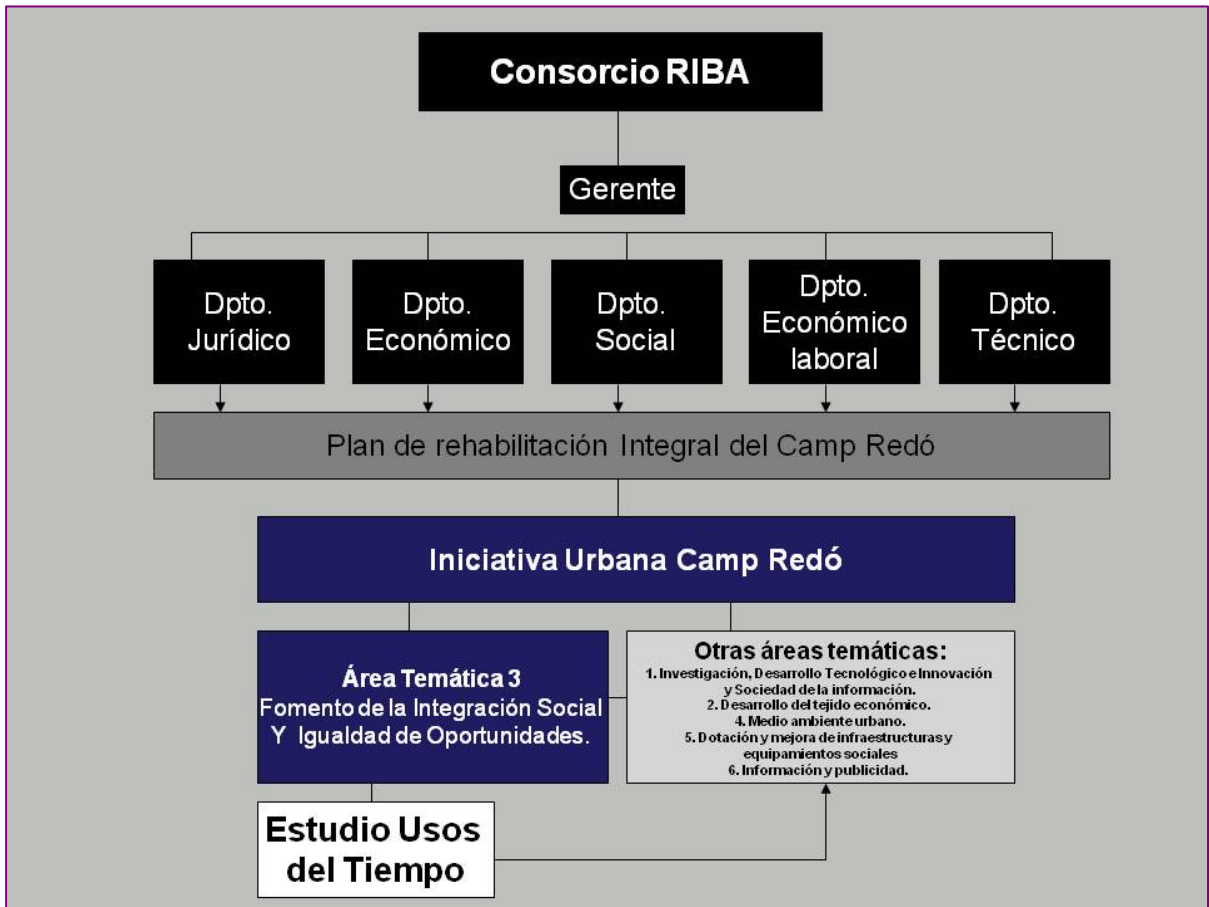 Consorcio RIBA
Gerente
Dpto.
Jurídico
Dpto.
Económico
Dpto.
Social
Dpto.
Económico
laboral
Dpto.
Técnico
Plan de rehabilitación Integral del Camp Redó
Iniciativa Urbana Camp Redó
Área Temática 3
Fomento de la Integración Social
Y Igualdad de Oportunidades.
Otras áreas temáticas:
1. Investigación, Desarrollo Tecnológico e Innovación
y Sociedad de la información.
2. Desarrollo del tejido económico.
4. Medio ambiente urbano.
5. Dotación y mejora de infraestructuras y
equipamientos sociales
6. Información y publicidad.
Estudio Usos
del Tiempo